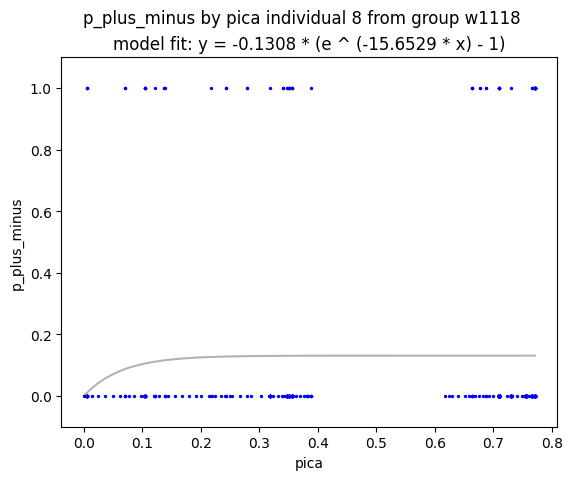 p_plus_minus by pica individual 8 from group w1118
model fit: y = -0.1308 * (e ^ (-15.6529 * x) - 1)
1.0
0.8
0.6
0.4
0.2
0.0
p_plus_minus
0.0 0.1 0.2 0.3 0.4 0.5 0.6 0.7 0.8
pica